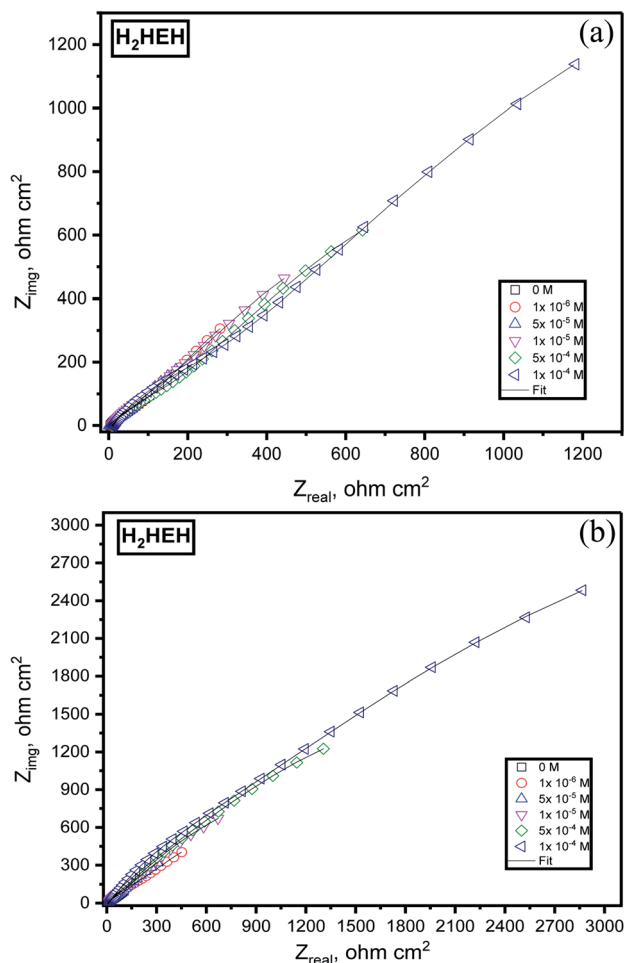 H₂HEH
(a)
1200
1000
800
600
400
200
0
Z_img, ohm cm²
0 M
1x 10⁻⁶ M
5x 10⁻⁵ M
1x 10⁻⁵ M
5x 10⁻⁴ M
1x 10⁻⁴ M
Fit
0 200 400 600 800 1000 1200
Z_real, ohm cm²
H₂HEH
(b)
3000
2700
2400
2100
1800
1500
1200
900
600
300
0
Z_img, ohm cm²
0 M
1x 10⁻⁶ M
5x 10⁻⁵ M
1x 10⁻⁵ M
5x 10⁻⁴ M
1x 10⁻⁴ M
Fit
0 300 600 900 1200 1500 1800 2100 2400 2700 3000
Z_real, ohm cm²